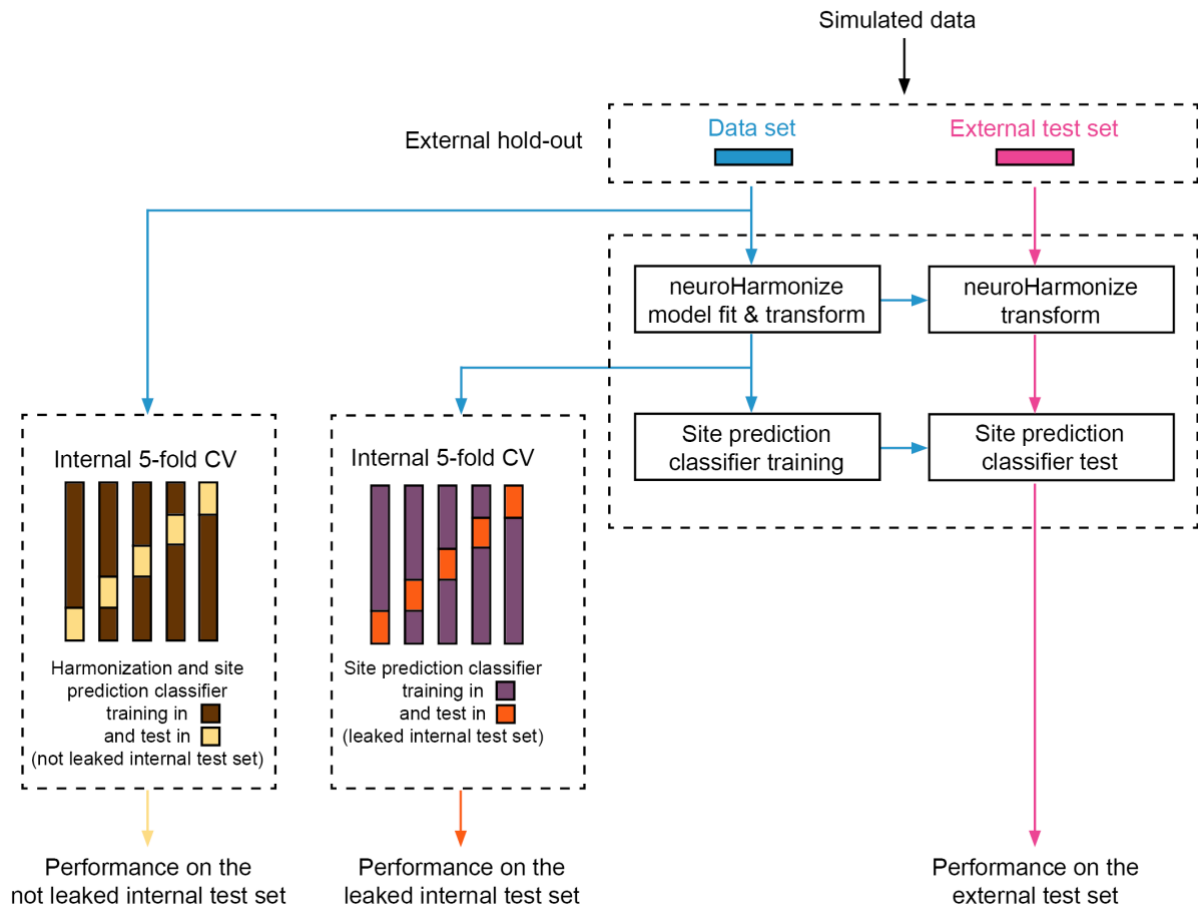 Simulated data
External hold-out
Data set
External test set
neuroHarmonize
model fit & transform
neuroHarmonize
transform
Site prediction
classifier training
Site prediction
classifier test
Internal 5-fold CV
Harmonization and site
prediction classifier
training in
and test in
(not leaked internal test set)
Internal 5-fold CV
Site prediction classifier
training in
and test in
(leaked internal test set)
Performance on the
not leaked internal test set
Performance on the
leaked internal test set
Performance on the
external test set